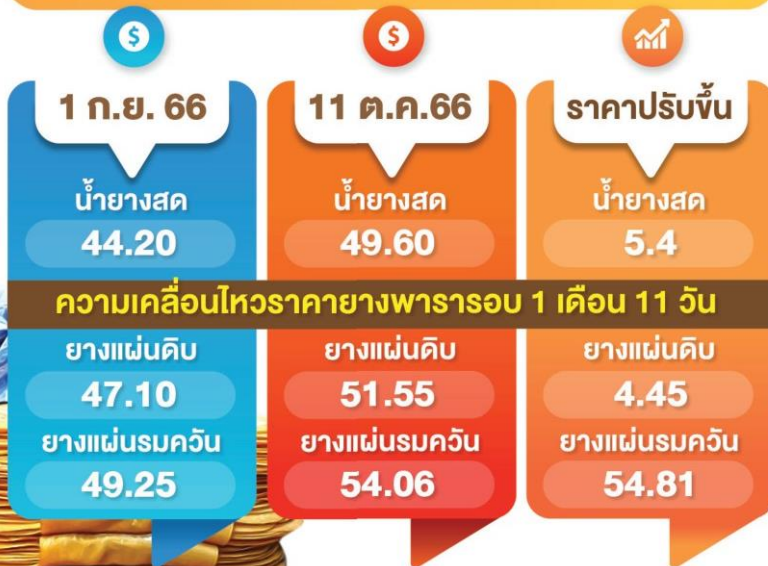 1 ก.ย. 66
11 ต.ค.66
ราคาปรับขึ้น
น้ำยางสด
44.20
น้ำยางสด
49.60
น้ำยางสด
5.4
ความเคลื่อนไหวราคายางพารารอบ 1 เดือน 11 วัน
ยางแผ่นดิบ
47.10
ยางแผ่นดิบ
51.55
ยางแผ่นดิบ
4.45
ยางแผ่นรมควัน
49.25
ยางแผ่นรมควัน
54.06
ยางแผ่นรมควัน
54.81